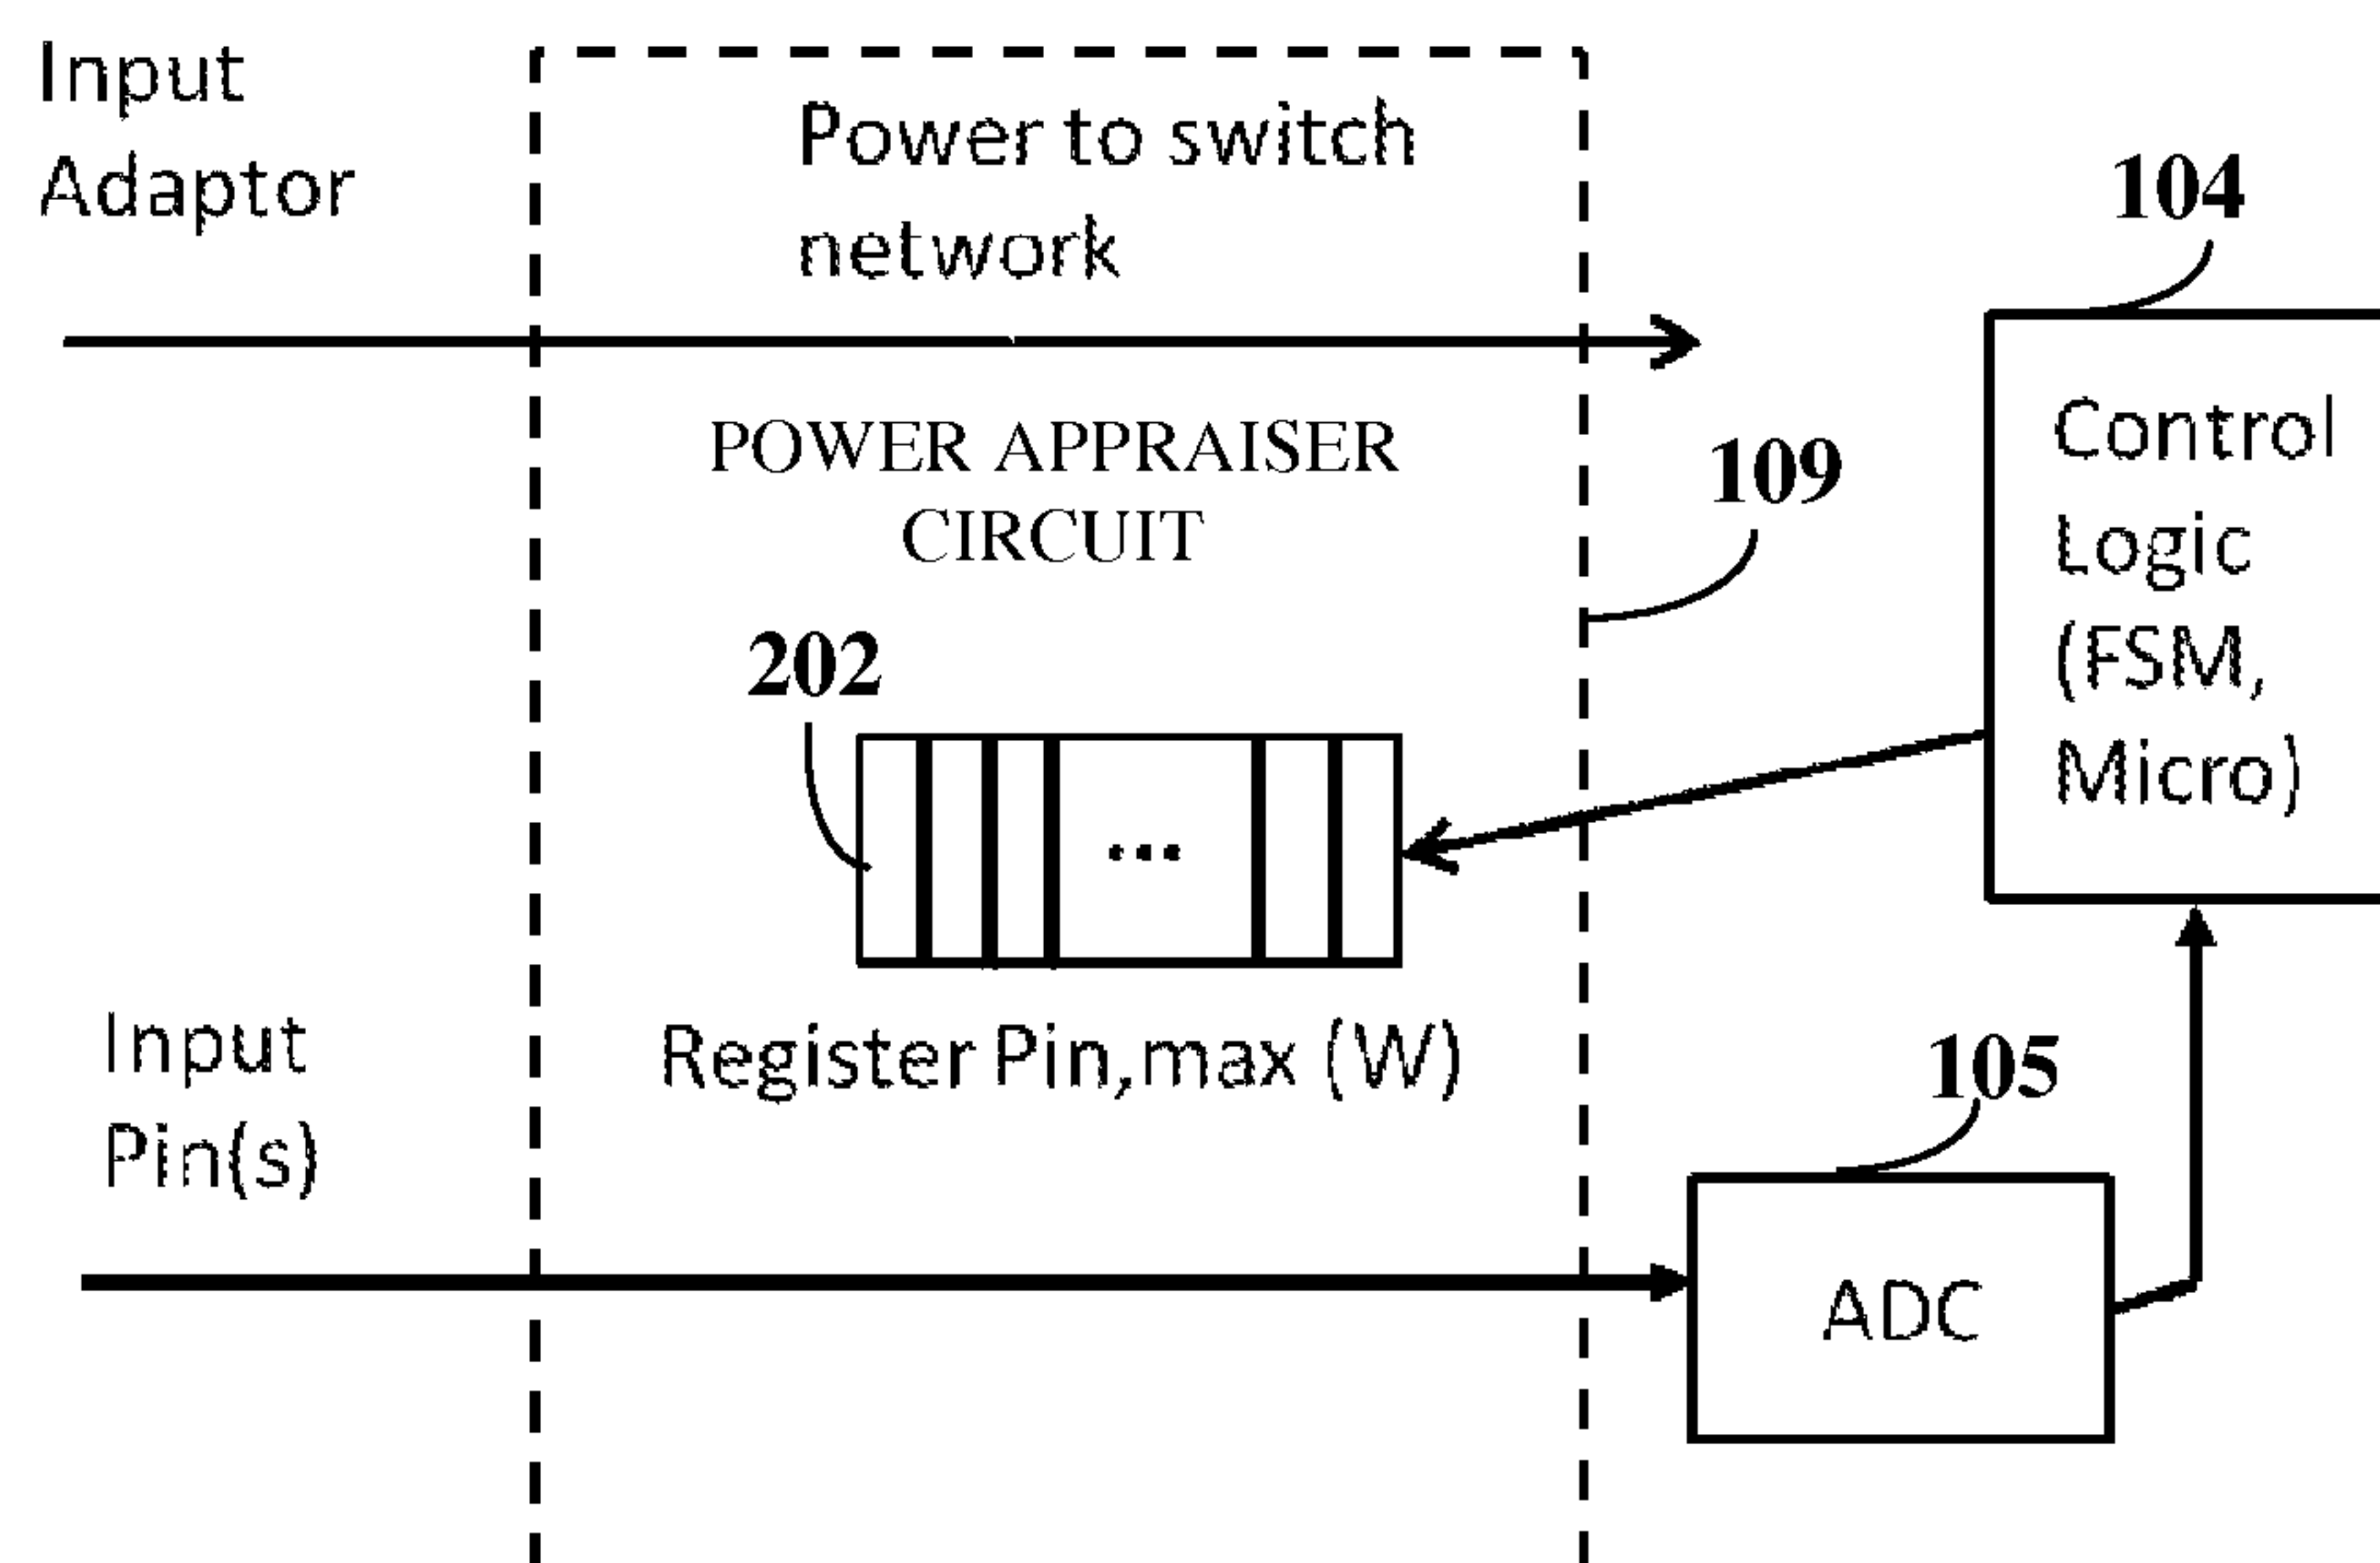 Input
Adaptor
Power to switch
network
104
POWER APPRAISER
CIRCUIT
109
Control
Logic
(FSM,
Micro)
202
...
Register Pin,max (W)
Input
Pin(s)
105
ADC